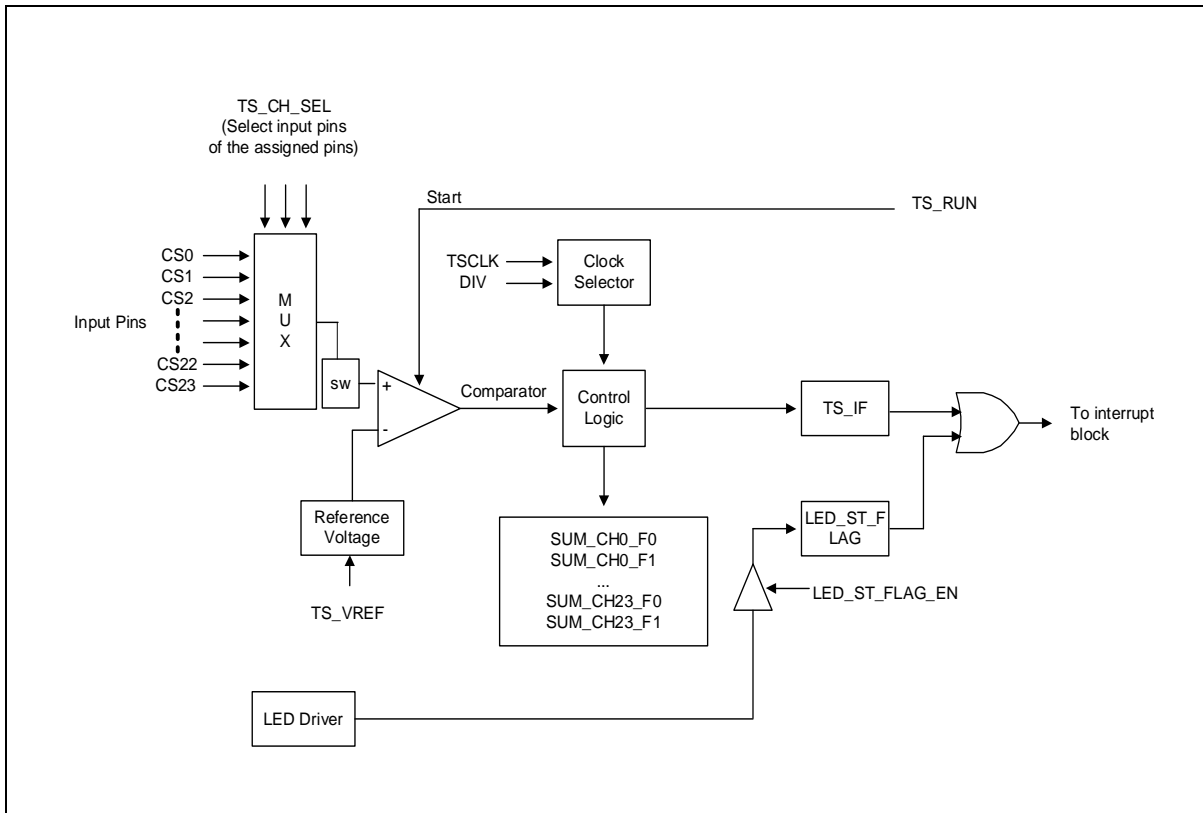 TS_CH_SEL
(Select input pins
of the assigned pins)
Start
TS_RUN
CS0
CS1
CS2
Input Pins
CS22
CS23
M
U
X
sw
+
-
TSCLK
DIV
Clock
Selector
Comparator
Control
Logic
TS_IF
To interrupt
block
Reference
Voltage
TS_VREF
SUM_CH0_F0
SUM_CH0_F1
...
SUM_CH23_F0
SUM_CH23_F1
LED_ST_F
LAG
LED_ST_FLAG_EN
LED Driver